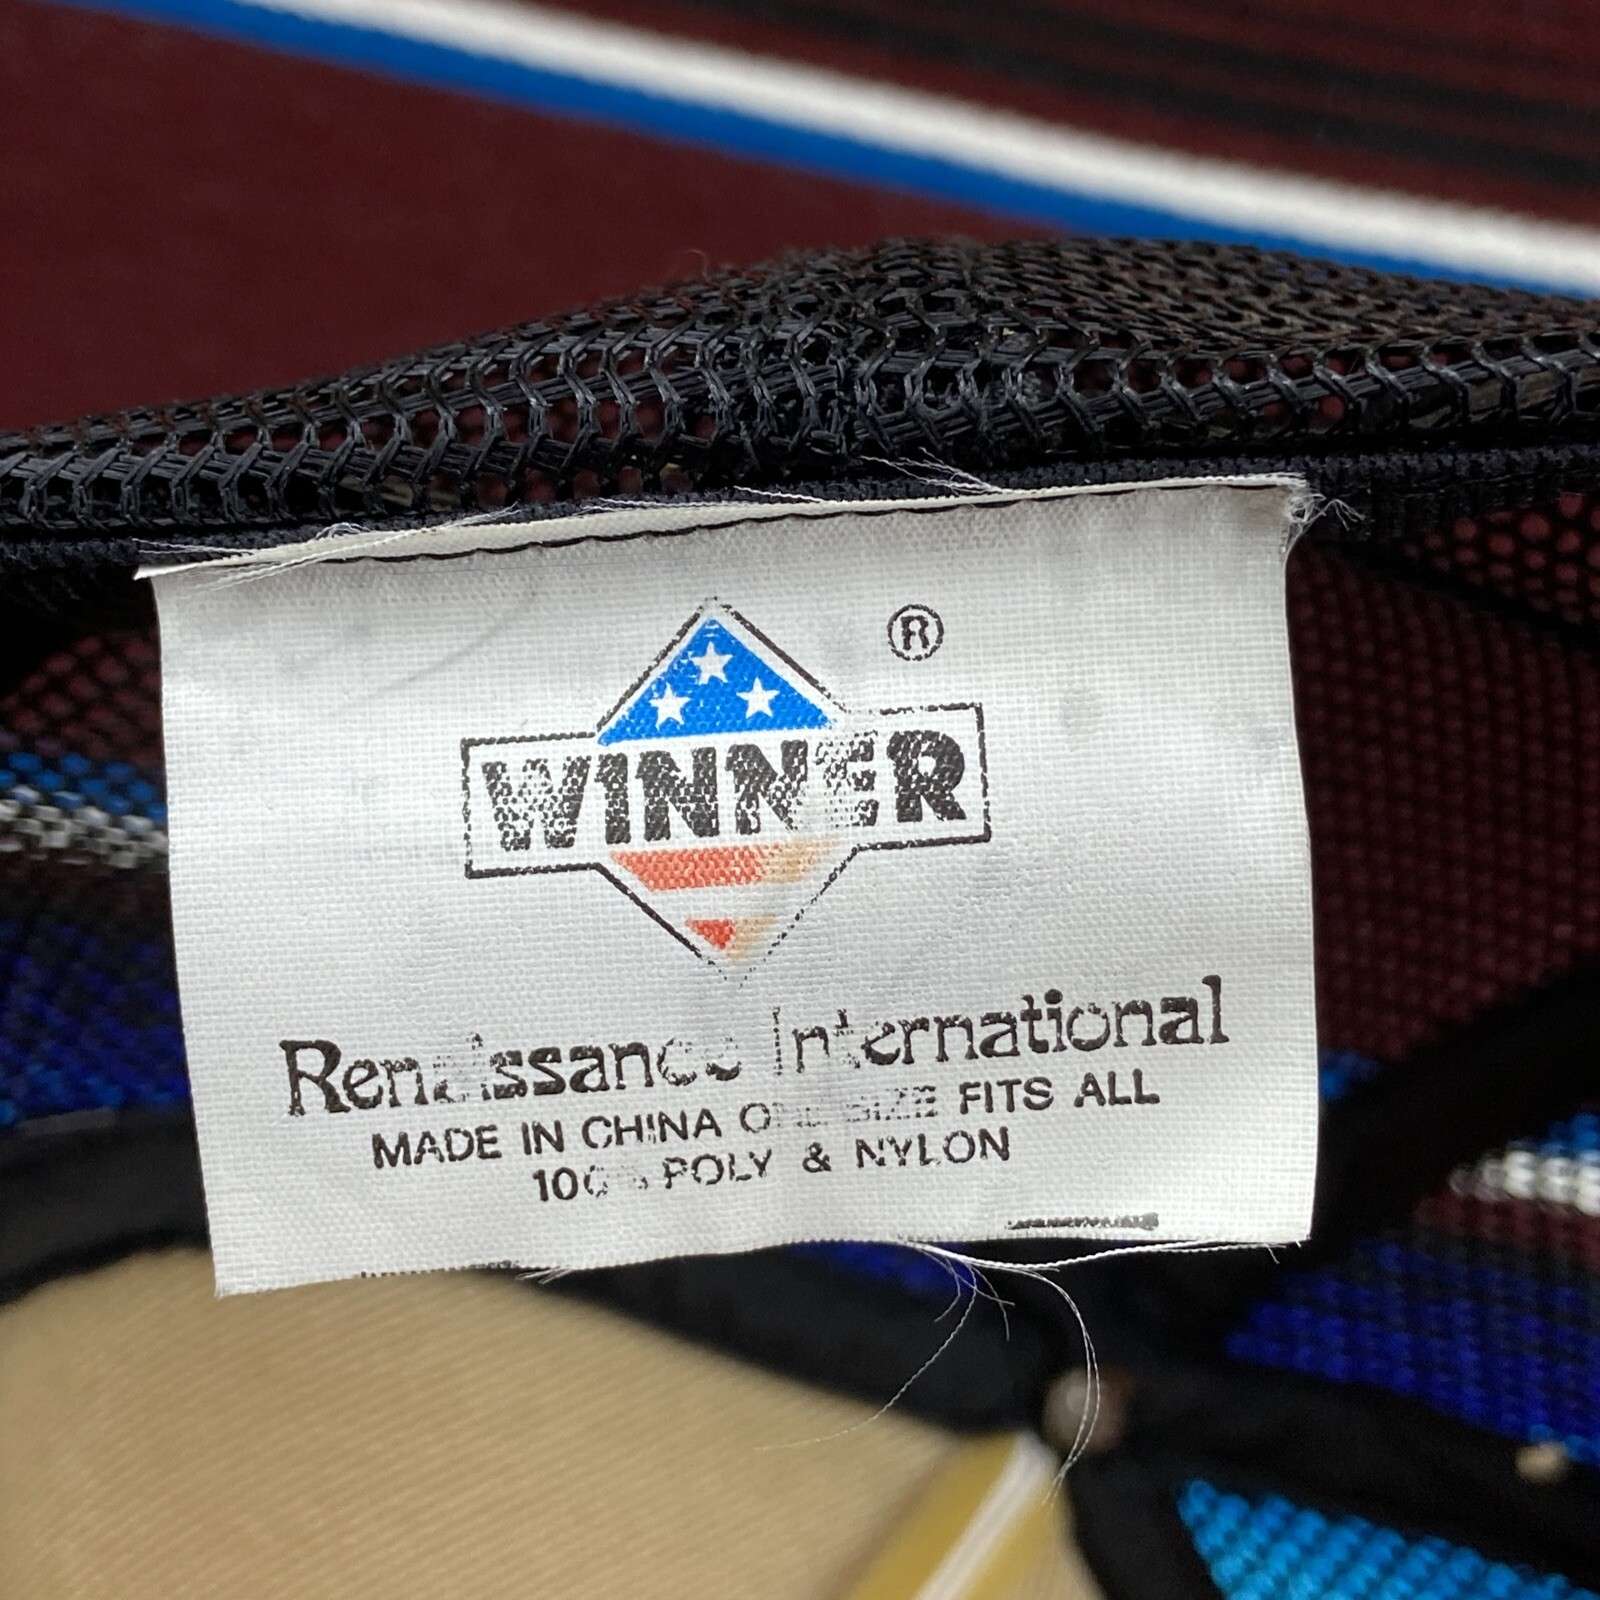 ®
WINNER
Renaissance International
MADE IN CHINA ONE SIZE FITS ALL
100% POLY & NYLON